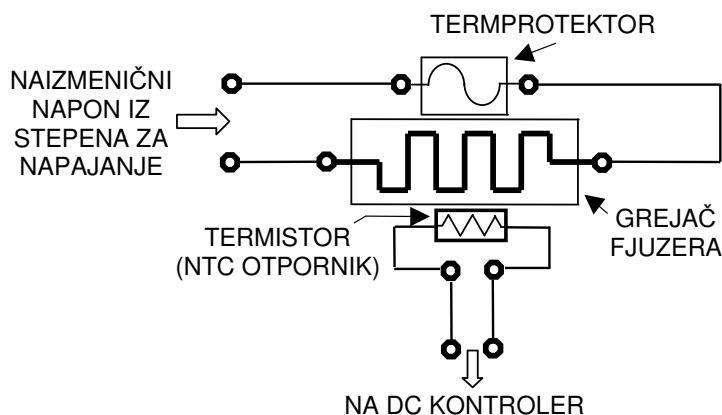 TERMPROTEKTOR
NAIZMENIČNI
NAPON IZ
STEPENA ZA
NAPAJANJE
GREJAČ
FJUZERA
TERMISTOR
(NTC OTPORNIK)
NA DC KONTROLER